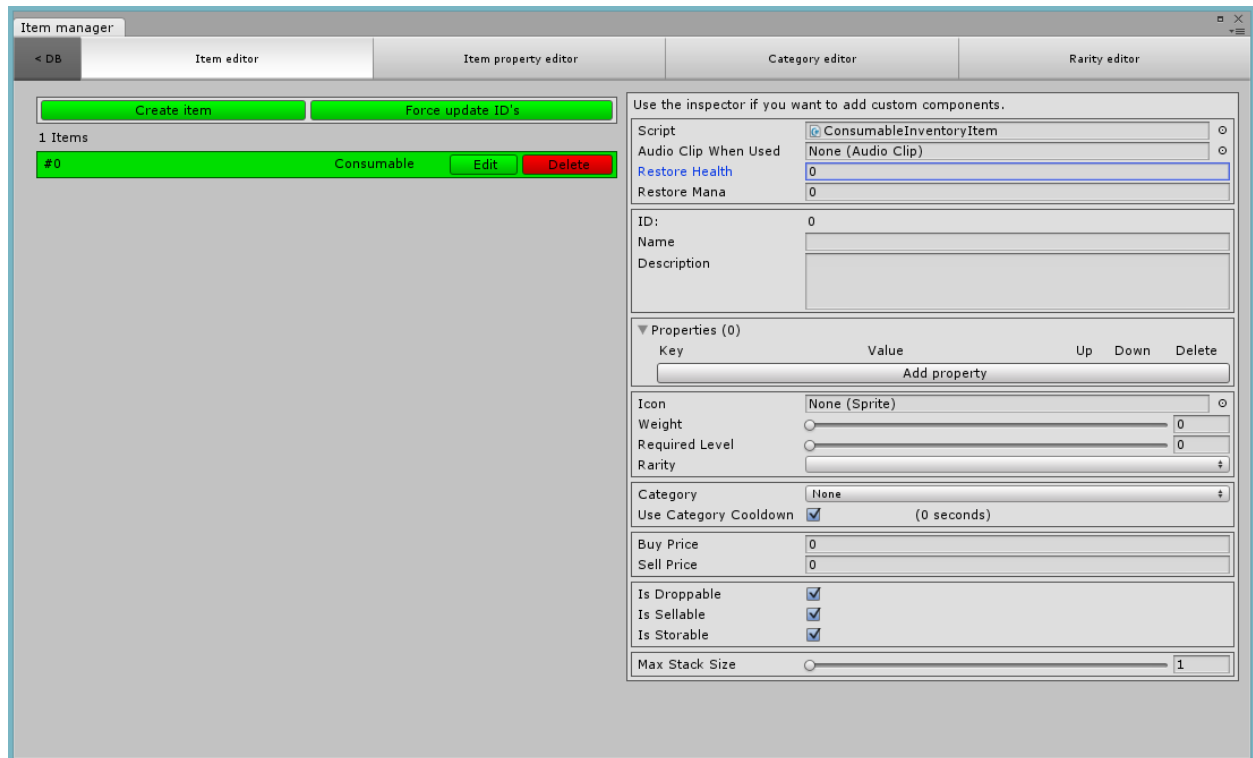 Item manager
< DB Item editor Item property editor Category editor Rarity editor
Create item Force update ID's
1 Items
#0 Consumable Edit Delete
Use the inspector if you want to add custom components.
Script ConsumableInventoryItem
Audio Clip When Used None (Audio Clip)
Restore Health 0
Restore Mana 0
ID: 0
Name
Description
Properties (0)
Key Value Up Down Delete
Add property
Icon None (Sprite)
Weight 0
Required Level 0
Rarity
Category None
Use Category Cooldown (0 seconds)
Buy Price 0
Sell Price 0
Is Droppable
Is Sellable
Is Storable
Max Stack Size 1